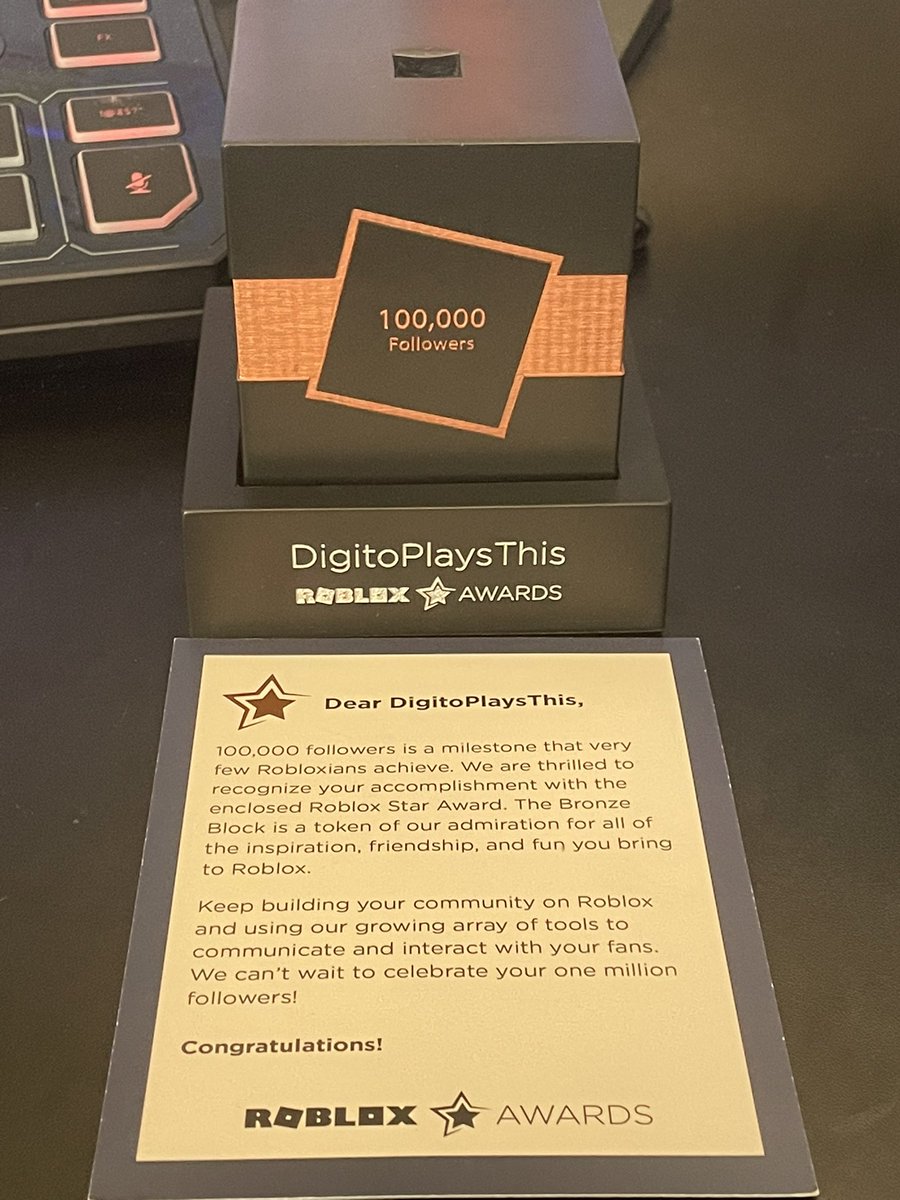 FX
!@#$?*
100,000
Followers
DigitoPlaysThis
ROBLOX AWARDS
Dear DigitoPlaysThis,
100,000 followers is a milestone that very
few Robloxians achieve. We are thrilled to
recognize your accomplishment with the
enclosed Roblox Star Award. The Bronze
Block is a token of our admiration for all of
the inspiration, friendship, and fun you bring
to Roblox.
Keep building your community on Roblox
and using our growing array of tools to
communicate and interact with your fans.
We can't wait to celebrate your one million
followers!
Congratulations!
ROBLOX AWARDS